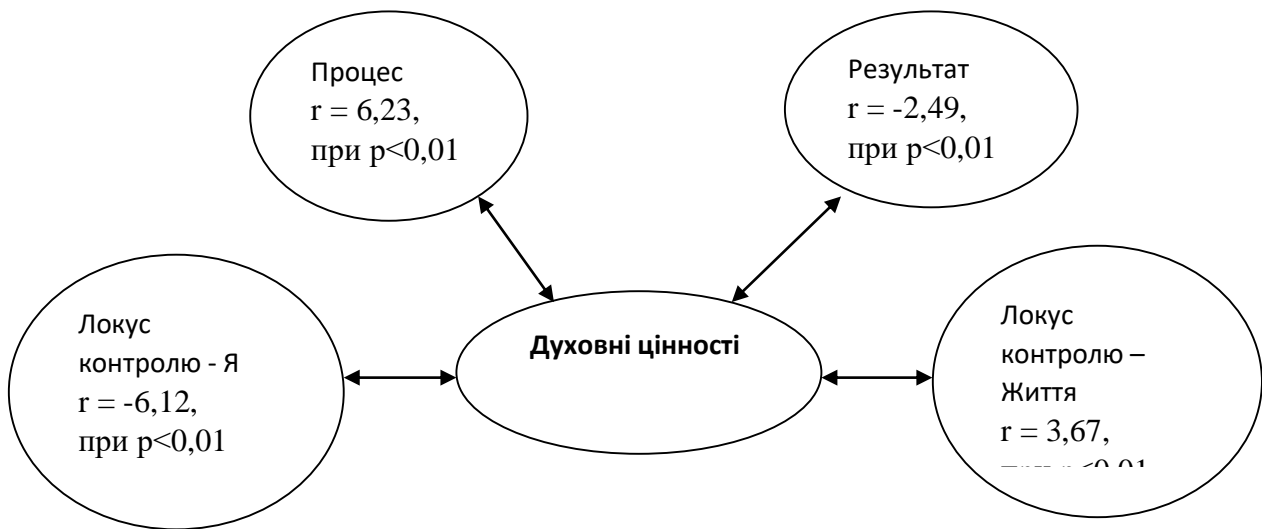 Процес
r = 6,23,
при p<0,01
Результат
r = -2,49,
при p<0,01
Локус
контролю - Я
r = -6,12,
при p<0,01
Духовні цінності
Локус
контролю –
Життя
r = 3,67,